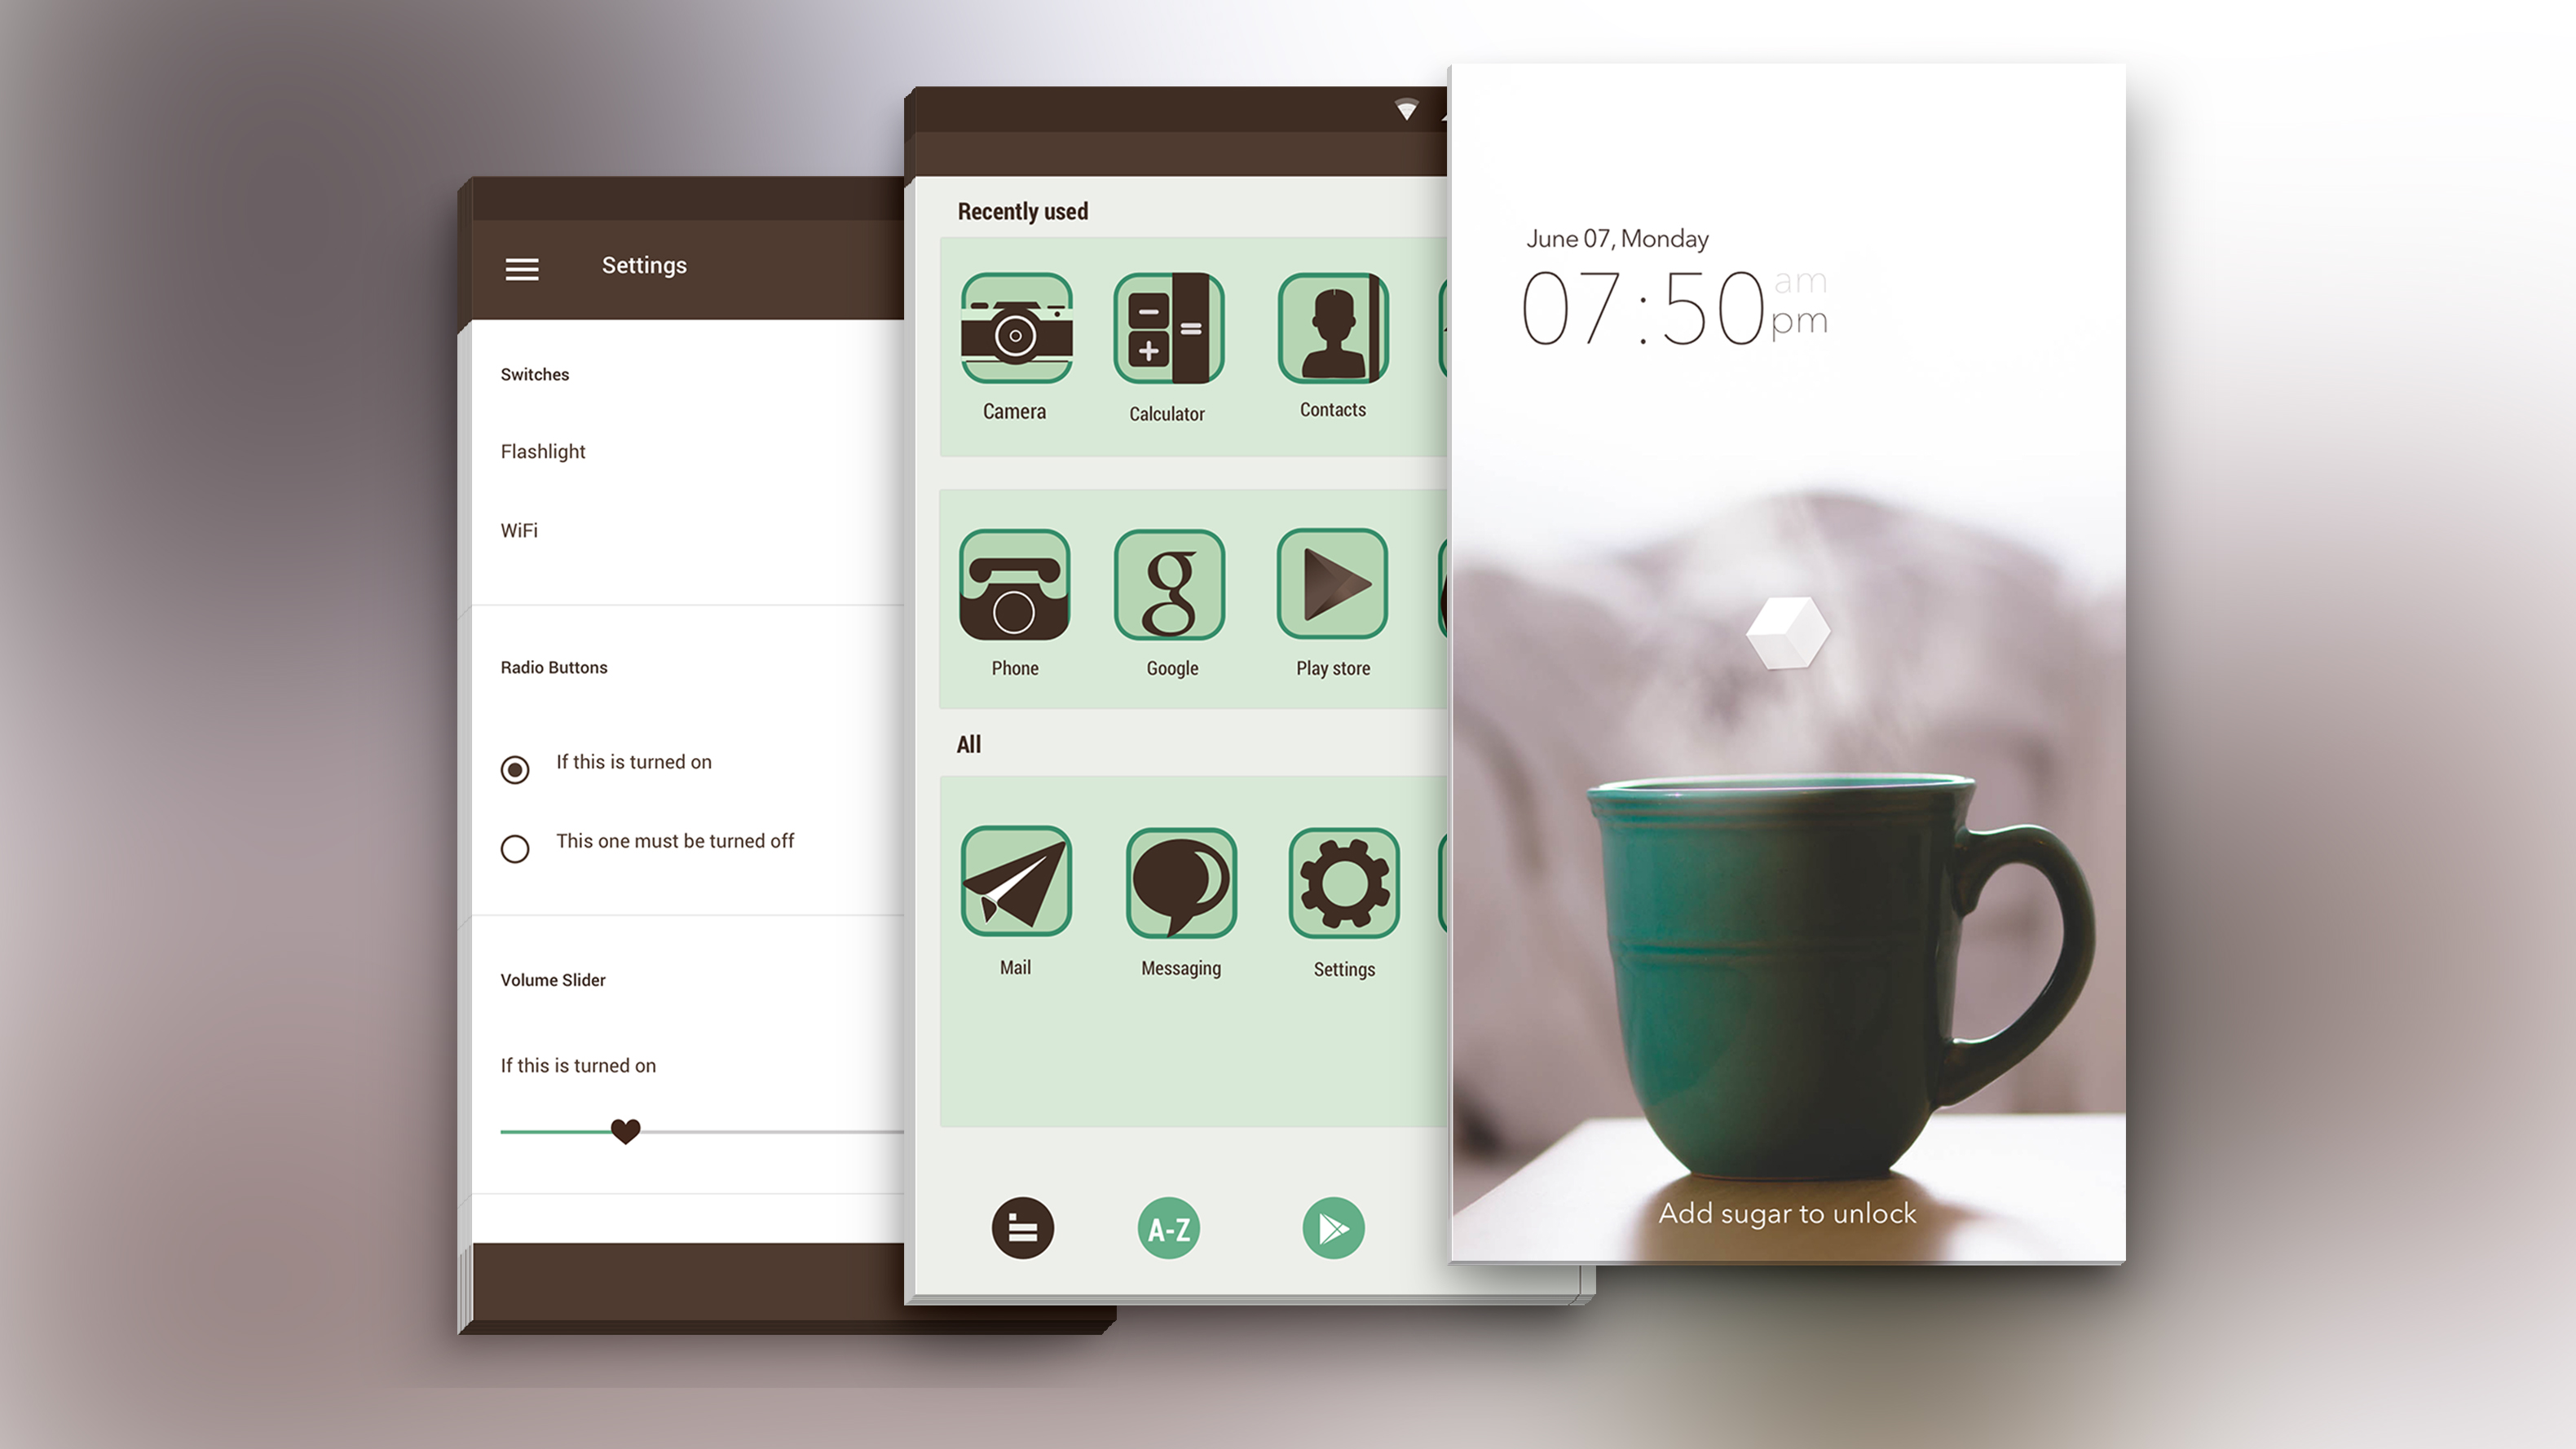 Settings
Switches
Flashlight
WiFi
Radio Buttons
If this is turned on
This one must be turned off
Volume Slider
If this is turned on
Recently used
Camera
Calculator
Contacts
g
Phone
Google
Play store
All
Mail
Messaging
Settings
A-Z
June 07, Monday
07:50 am
pm
Add sugar to unlock